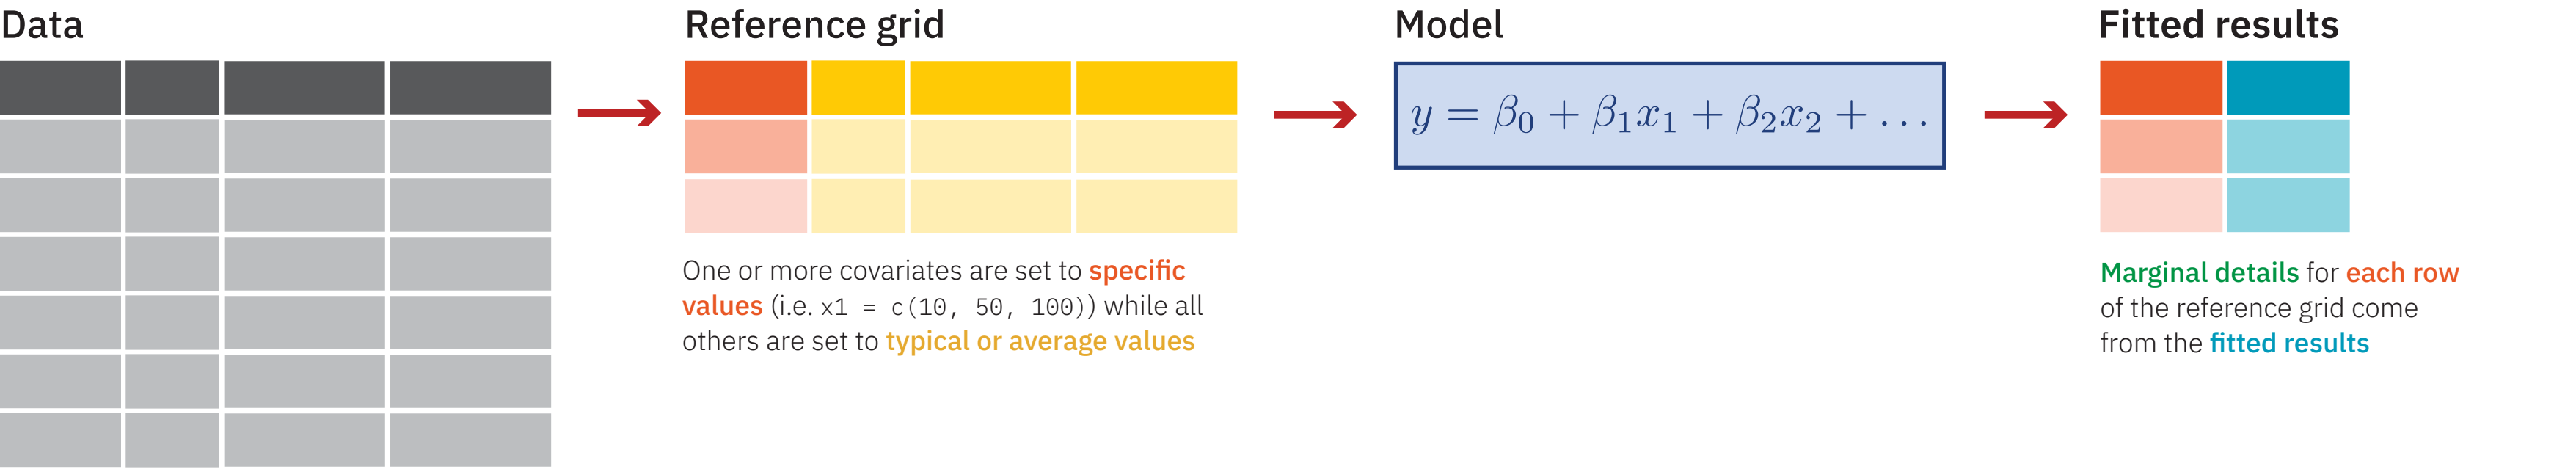 Data
Reference grid
One or more covariates are set to specific
values (i.e. x1 = c(10, 50, 100)) while all
others are set to typical or average values
Model
y = β₀ + β₁x₁ + β₂x₂ + …
Fitted results
Marginal details for each row
of the reference grid come
from the fitted results